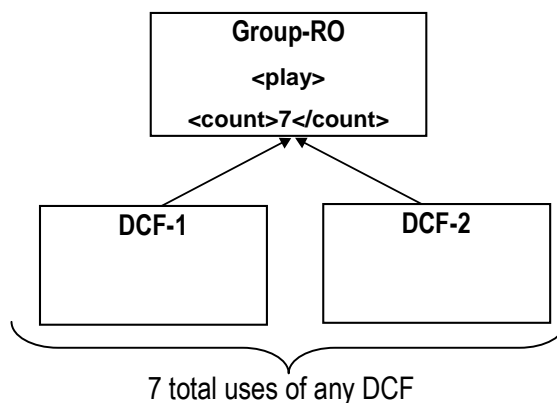 Group-RO
<play>
<count>7</count>
DCF-1
DCF-2
7 total uses of any DCF